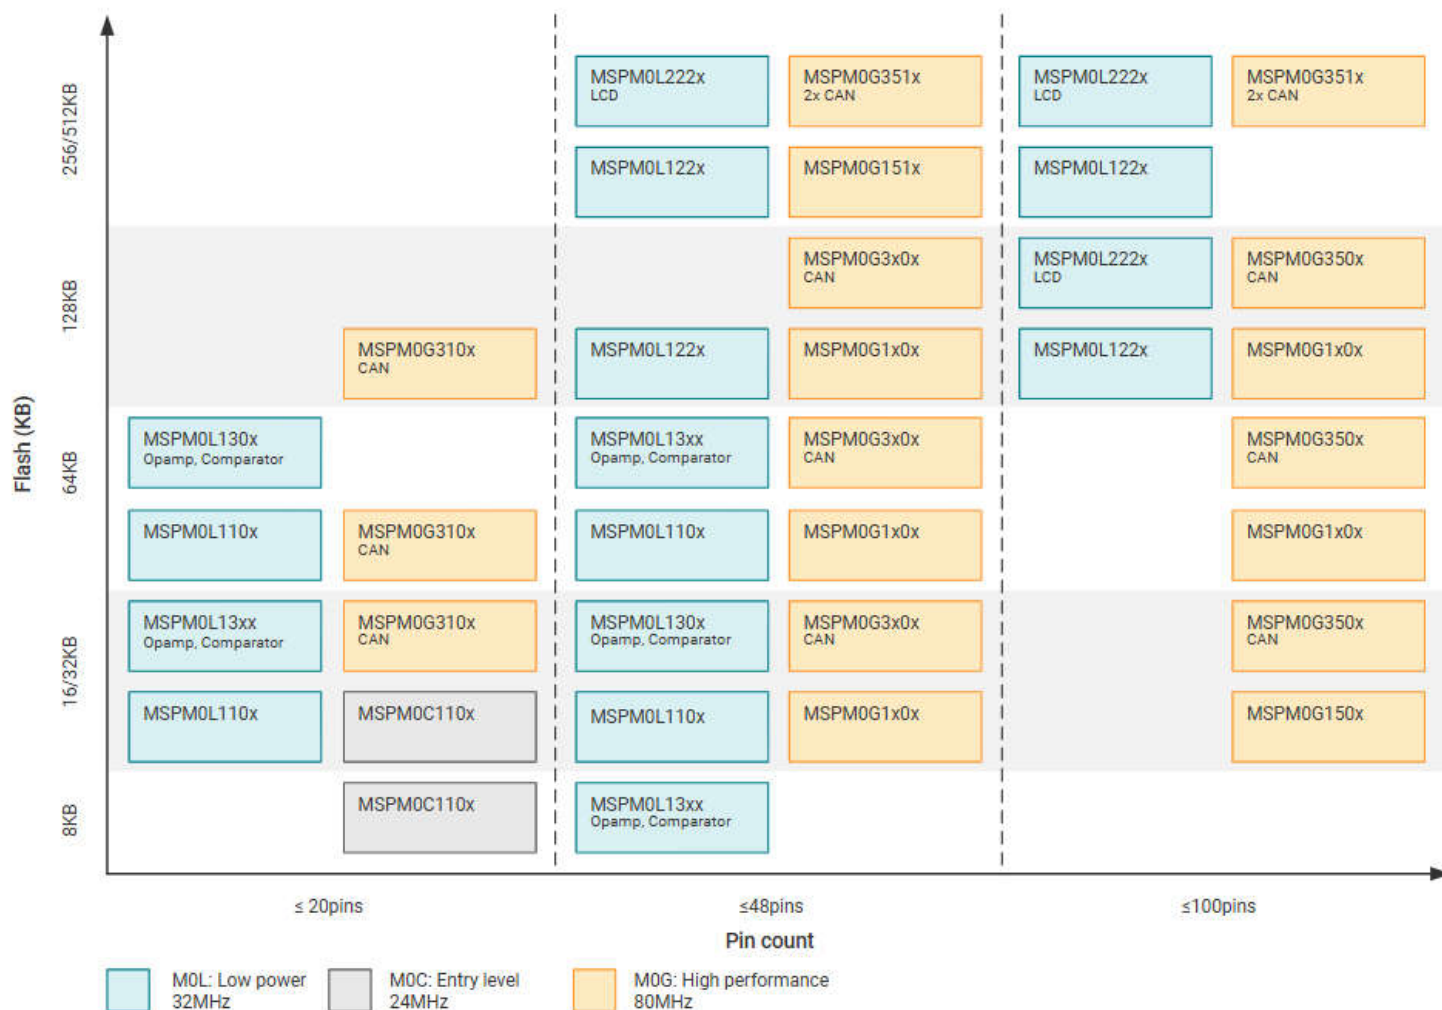 256/512KB
MSPM0L222x
LCD
MSPM0G351x
2x CAN
MSPM0L222x
LCD
MSPM0G351x
2x CAN
MSPM0L122x
MSPM0G151x
MSPM0L122x
128KB
MSPM0G3x0x
CAN
MSPM0L222x
LCD
MSPM0G350x
CAN
MSPM0G310x
CAN
MSPM0L122x
MSPM0G1x0x
MSPM0L122x
MSPM0G1x0x
Flash (KB)
64KB
MSPM0L130x
Opamp, Comparator
MSPM0L13xx
Opamp, Comparator
MSPM0G3x0x
CAN
MSPM0G350x
CAN
MSPM0L110x
MSPM0G310x
CAN
MSPM0L110x
MSPM0G1x0x
MSPM0G1x0x
16/32KB
MSPM0L13xx
Opamp, Comparator
MSPM0G310x
CAN
MSPM0L130x
Opamp, Comparator
MSPM0G3x0x
CAN
MSPM0G350x
CAN
MSPM0L110x
MSPM0C110x
MSPM0L110x
MSPM0G1x0x
MSPM0G150x
8KB
MSPM0C110x
MSPM0L13xx
Opamp, Comparator
≤ 20pins
≤48pins
≤100pins
Pin count
M0L: Low power
32MHz
M0C: Entry level
24MHz
M0G: High performance
80MHz